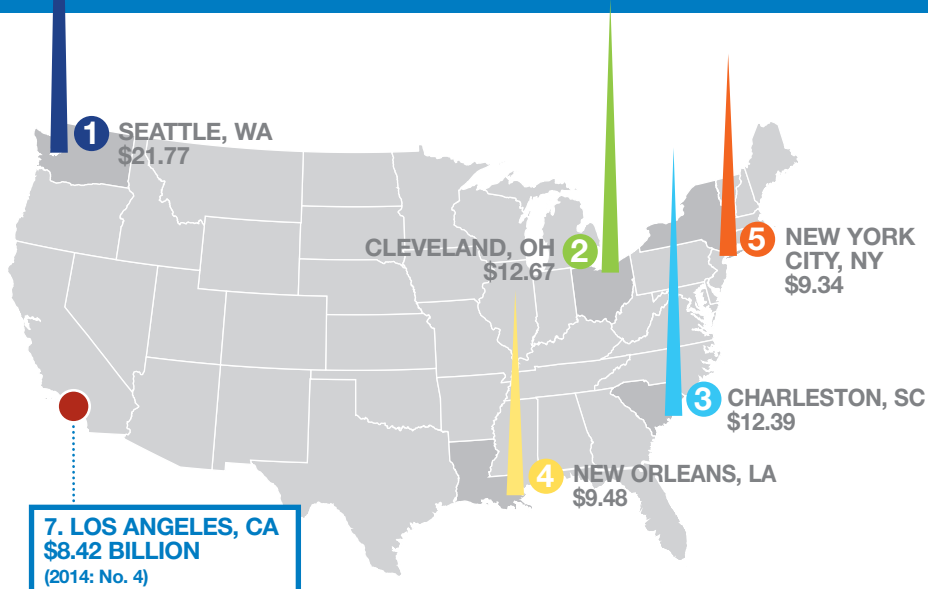 1 SEATTLE, WA
$21.77
CLEVELAND, OH 2
$12.67
5 NEW YORK
CITY, NY
$9.34
3 CHARLESTON, SC
$12.39
4 NEW ORLEANS, LA
$9.48
7. LOS ANGELES, CA
$8.42 BILLION
(2014: No. 4)